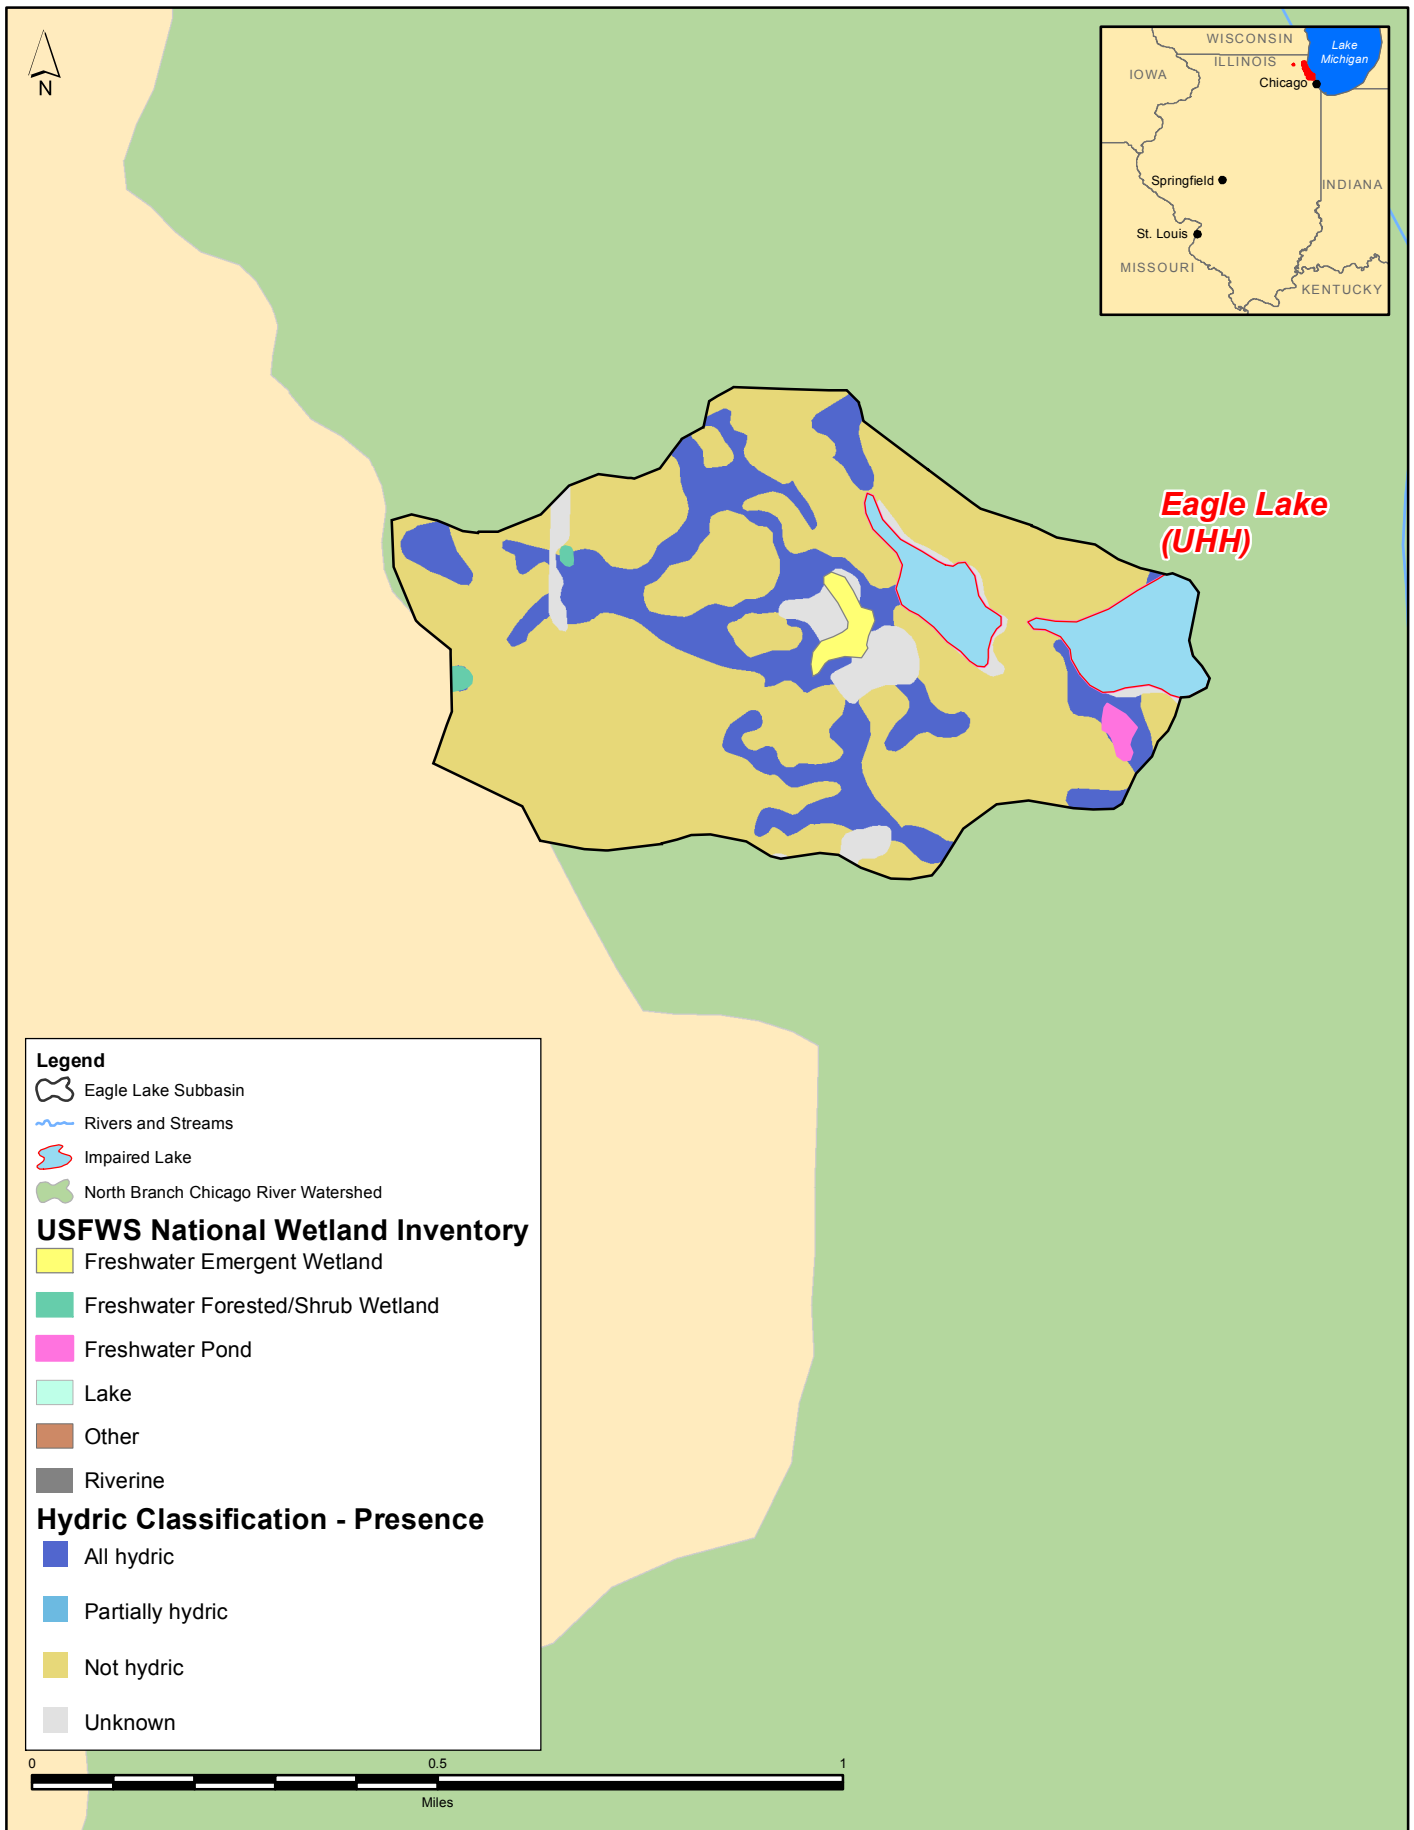 N
WISCONSIN
Lake
Michigan
ILLINOIS
IOWA
Chicago
Springfield
INDIANA
St. Louis
MISSOURI
KENTUCKY
Eagle Lake
(UHH)
Legend
Eagle Lake Subbasin
Rivers and Streams
Impaired Lake
North Branch Chicago River Watershed
USFWS National Wetland Inventory
Freshwater Emergent Wetland
Freshwater Forested/Shrub Wetland
Freshwater Pond
Lake
Other
Riverine
Hydric Classification - Presence
All hydric
Partially hydric
Not hydric
Unknown
0 0.5 1
Miles